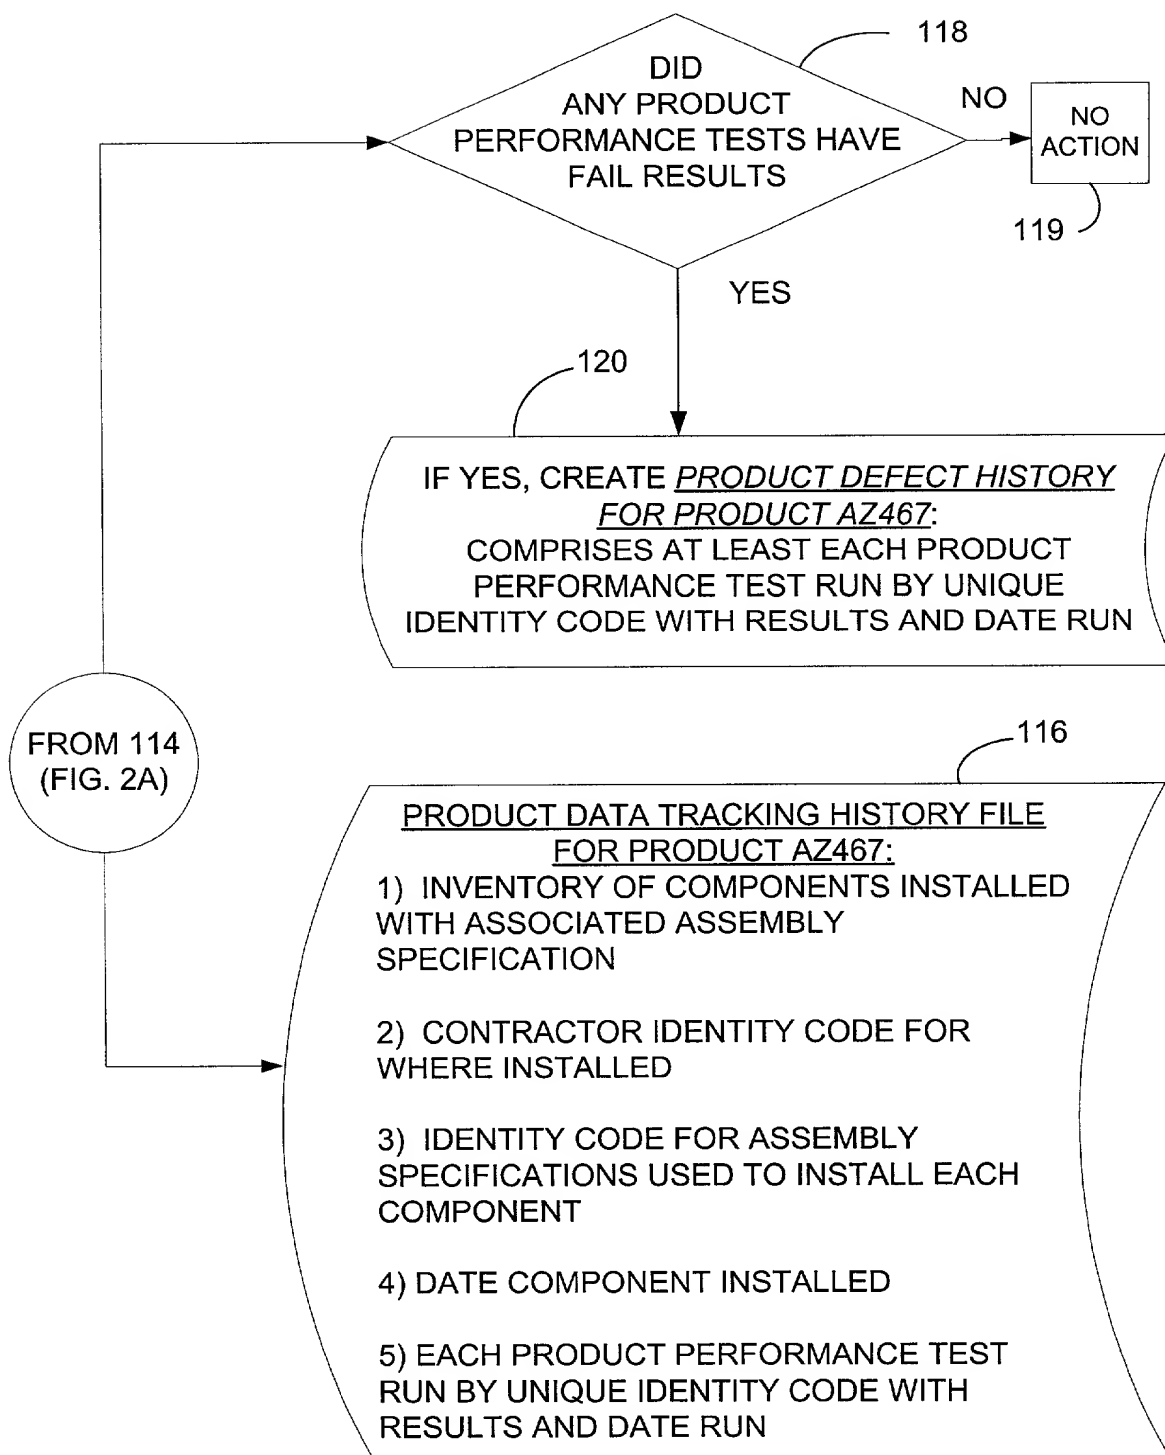 118
DID
ANY PRODUCT
PERFORMANCE TESTS HAVE
FAIL RESULTS
NO
NO
ACTION
119
YES
120
IF YES, CREATE PRODUCT DEFECT HISTORY
FOR PRODUCT AZ467:
COMPRISES AT LEAST EACH PRODUCT
PERFORMANCE TEST RUN BY UNIQUE
IDENTITY CODE WITH RESULTS AND DATE RUN
FROM 114
(FIG. 2A)
116
PRODUCT DATA TRACKING HISTORY FILE
FOR PRODUCT AZ467:
1) INVENTORY OF COMPONENTS INSTALLED
WITH ASSOCIATED ASSEMBLY
SPECIFICATION
2) CONTRACTOR IDENTITY CODE FOR
WHERE INSTALLED
3) IDENTITY CODE FOR ASSEMBLY
SPECIFICATIONS USED TO INSTALL EACH
COMPONENT
4) DATE COMPONENT INSTALLED
5) EACH PRODUCT PERFORMANCE TEST
RUN BY UNIQUE IDENTITY CODE WITH
RESULTS AND DATE RUN